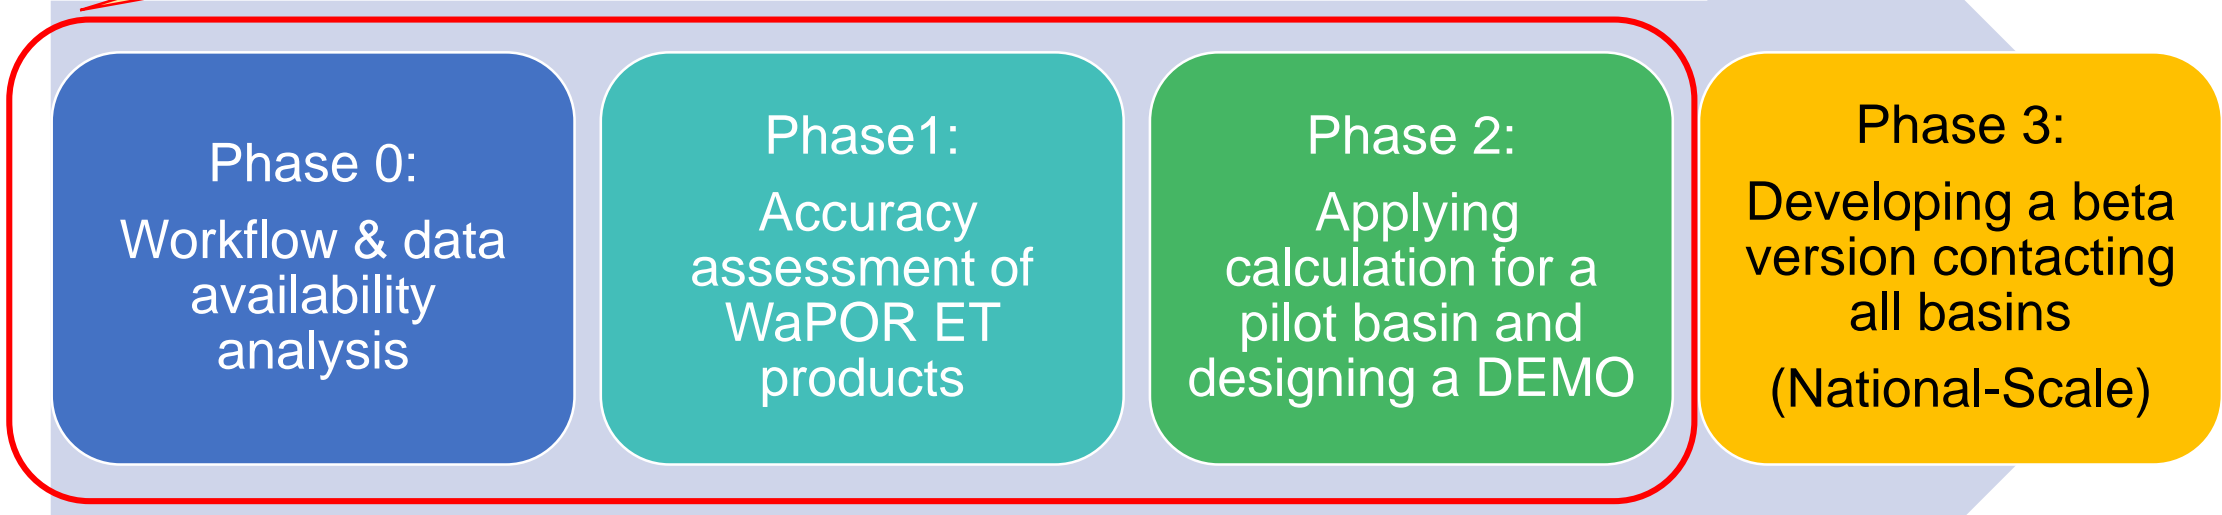 Phase 0:
Workflow & data
availability
analysis
Phase1:
Accuracy
assessment of
WaPOR ET
products
Phase 2:
Applying
calculation for a
pilot basin and
designing a DEMO
Phase 3:
Developing a beta
version contacting
all basins
(National-Scale)